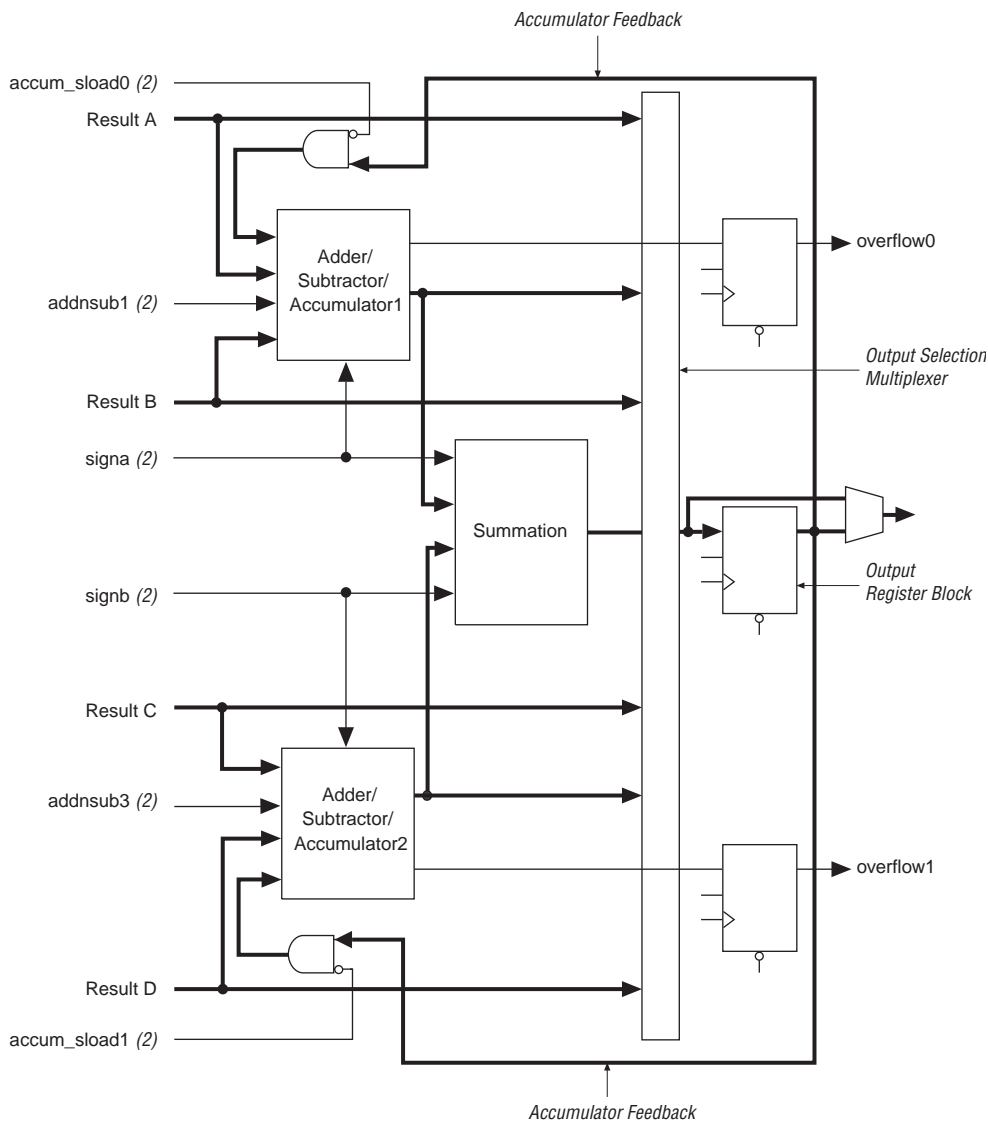 Accumulator Feedback
accum_sload0 (2)
Result A
overflow0
Adder/
Subtractor/
Accumulator1
addnsub1 (2)
Output Selection
Multiplexer
Result B
signa (2)
Summation
Output
Register Block
signb (2)
Result C
addnsub3 (2)
Adder/
Subtractor/
Accumulator2
overflow1
Result D
accum_sload1 (2)
Accumulator Feedback